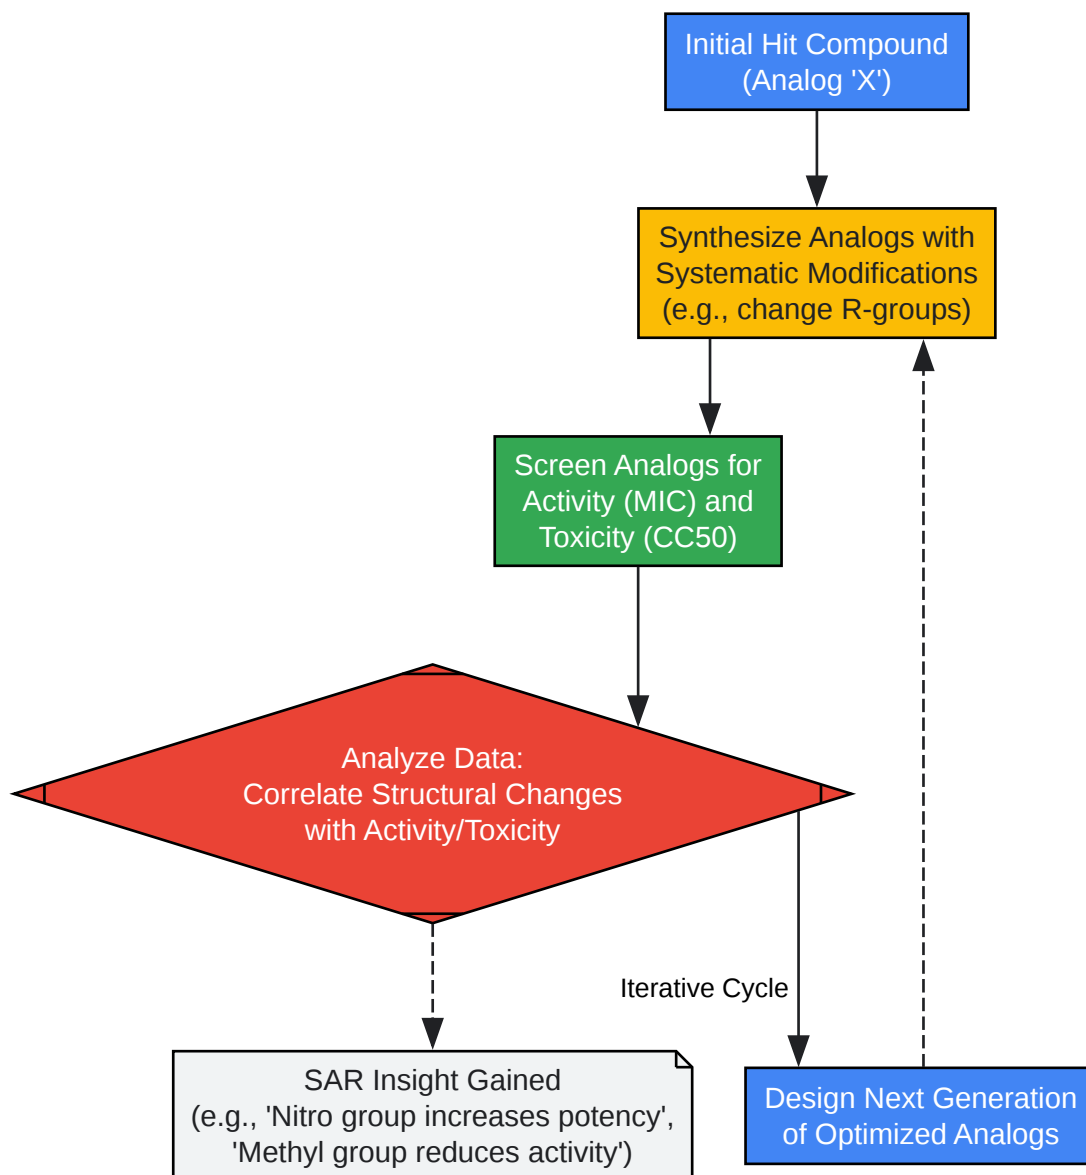 Initial Hit Compound
(Analog 'X')
Synthesize Analogs with
Systematic Modifications
(e.g., change R-groups)
Screen Analogs for
Activity (MIC) and
Toxicity (CC50)
Analyze Data:
Correlate Structural Changes
with Activity/Toxicity
Iterative Cycle
SAR Insight Gained
(e.g., 'Nitro group increases potency',
'Methyl group reduces activity')
Design Next Generation
of Optimized Analogs